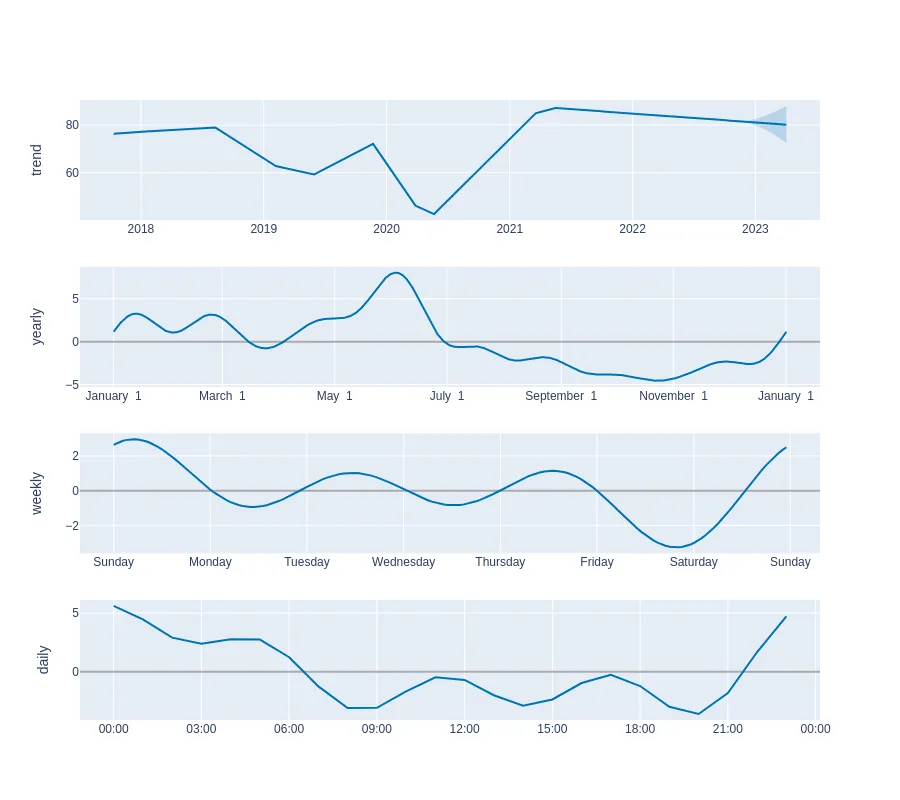 trend
80
60
2018 2019 2020 2021 2022 2023
yearly
5
0
−5
January 1 March 1 May 1 July 1 September 1 November 1 January 1
weekly
2
0
−2
Sunday Monday Tuesday Wednesday Thursday Friday Saturday Sunday
daily
5
0
00:00 03:00 06:00 09:00 12:00 15:00 18:00 21:00 00:00